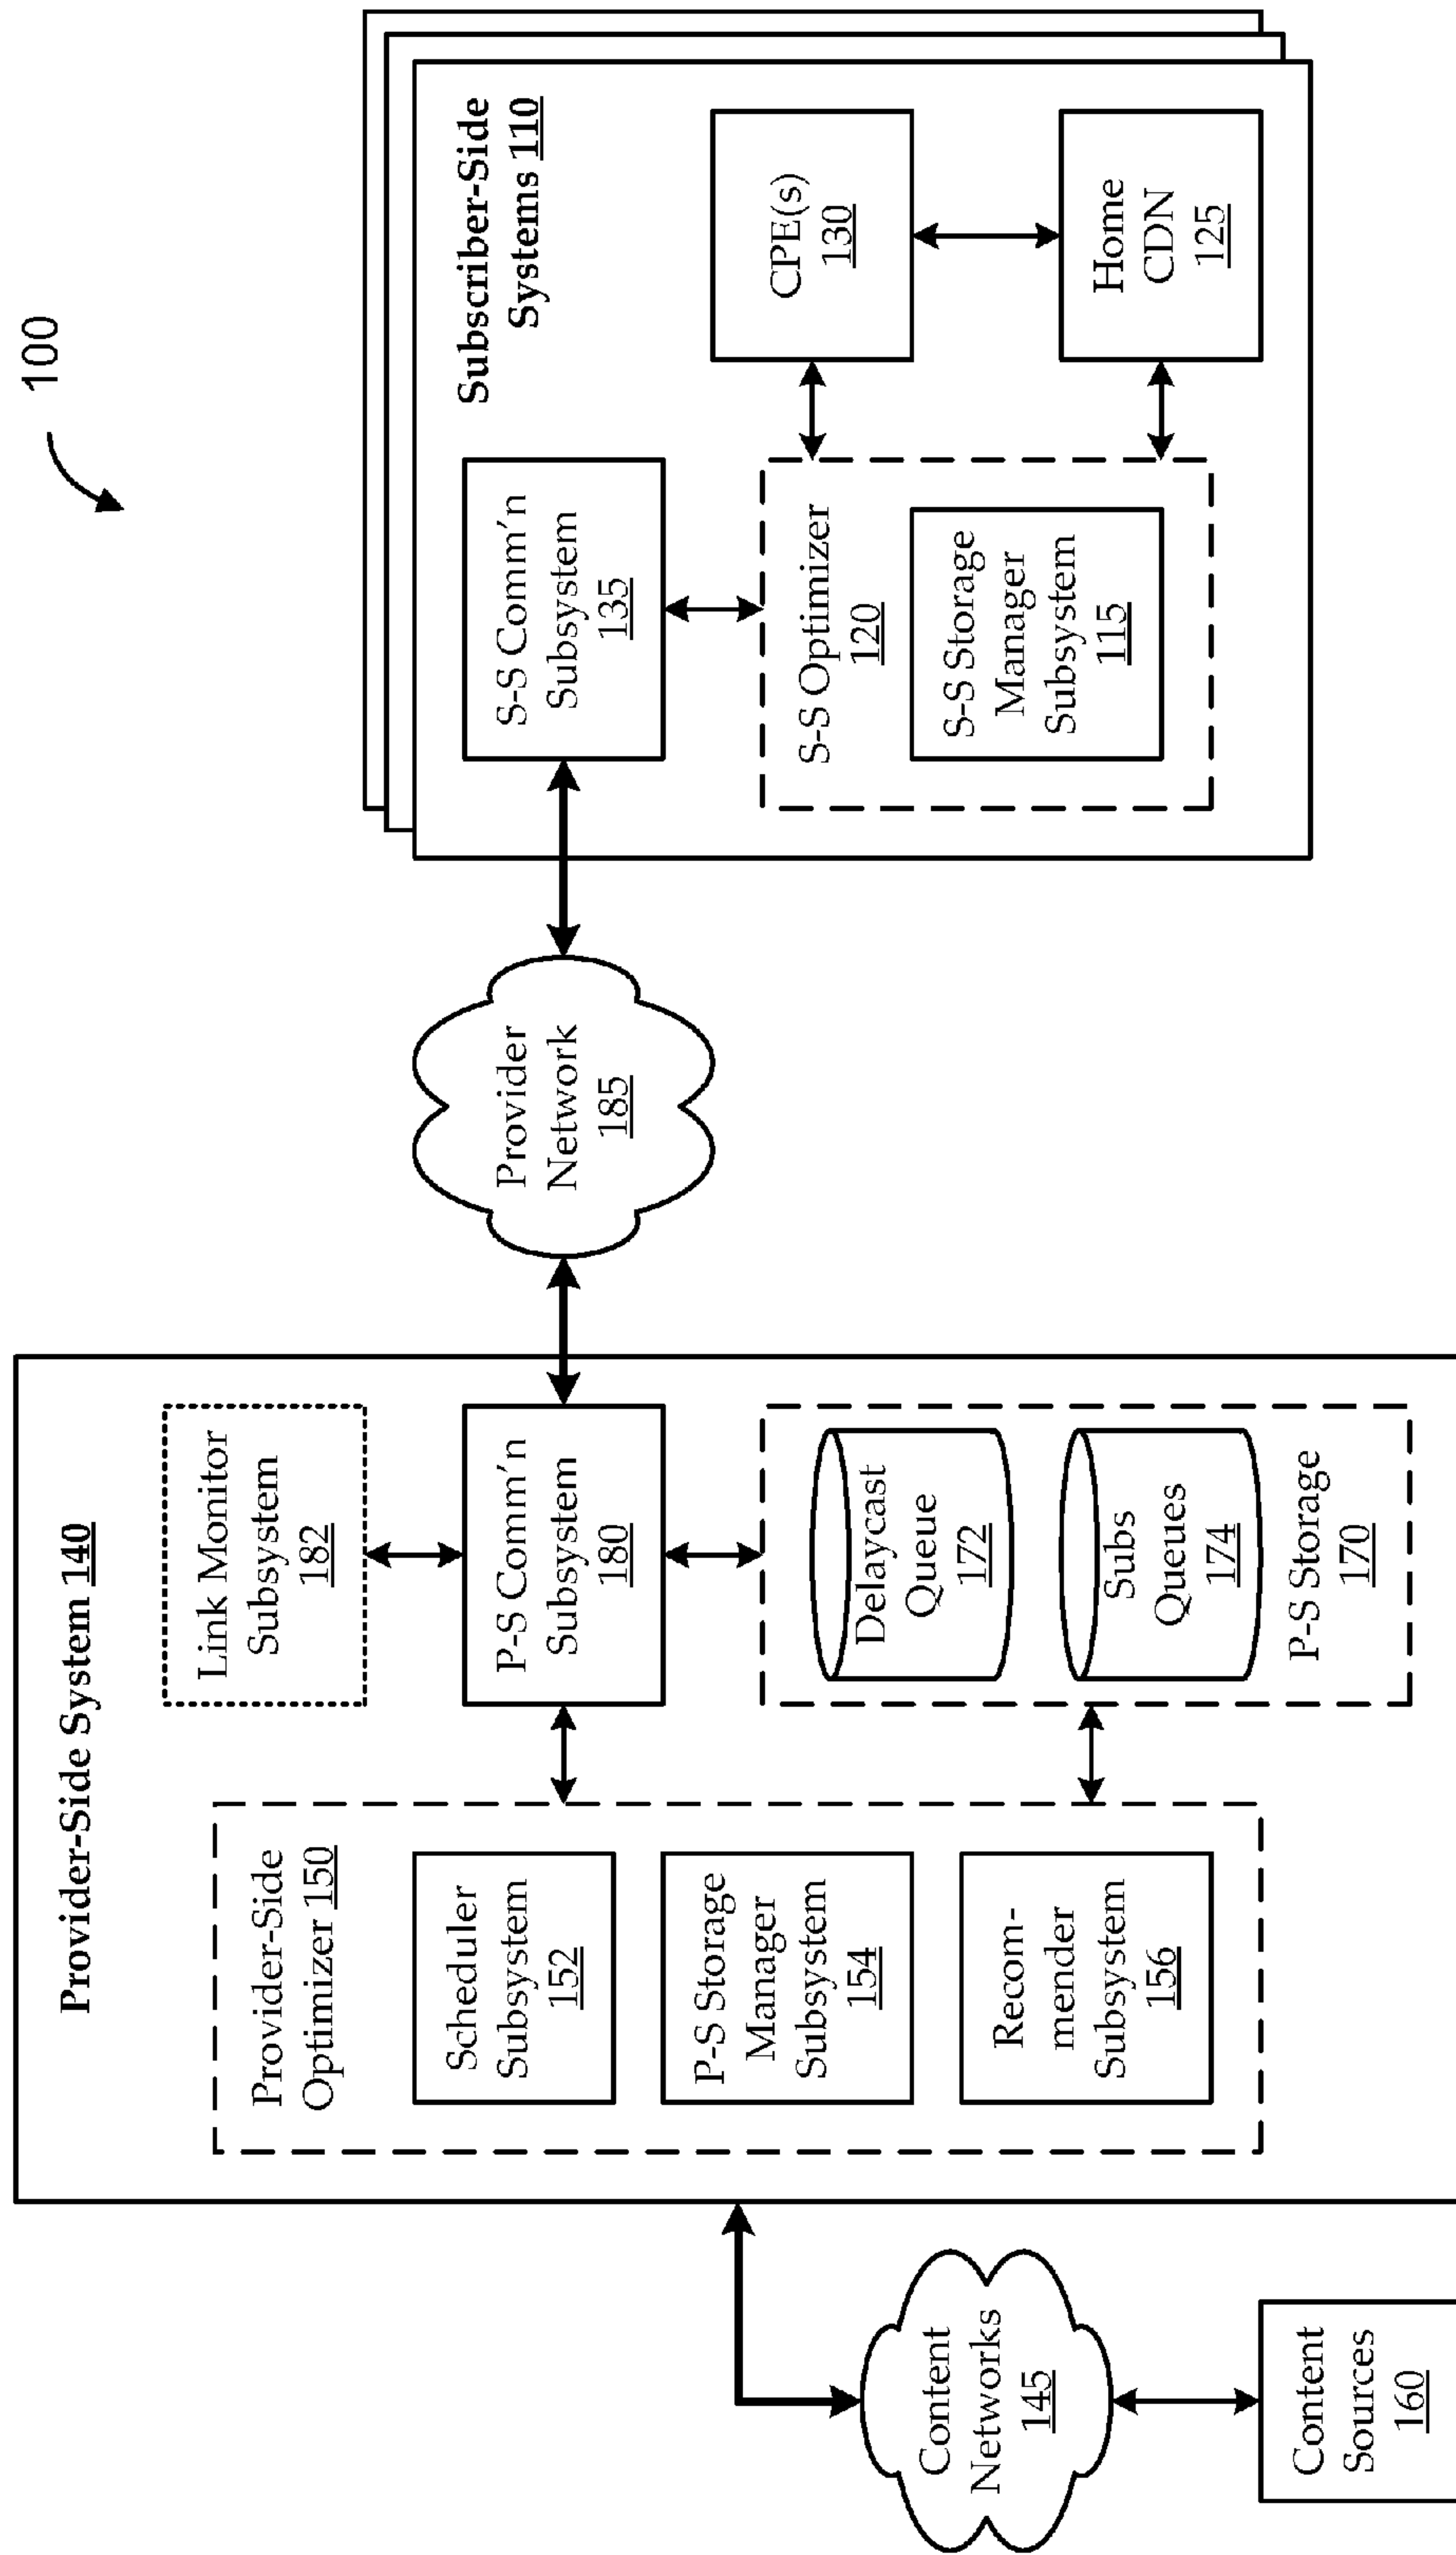 100
Provider-Side System 140
Provider-Side
Optimizer 150
Scheduler
Subsystem
152
P-S Storage
Manager
Subsystem
154
Recom-
mender
Subsystem
156
Link Monitor
Subsystem
182
P-S Comm'n
Subsystem
180
Delaycast
Queue
172
Subs
Queues
174
P-S Storage
170
Content
Networks
145
Content
Sources
160
Provider
Network
185
Subscriber-Side
Systems 110
S-S Comm'n
Subsystem
135
S-S Optimizer
120
S-S Storage
Manager
Subsystem
115
CPE(s)
130
Home
CDN
125